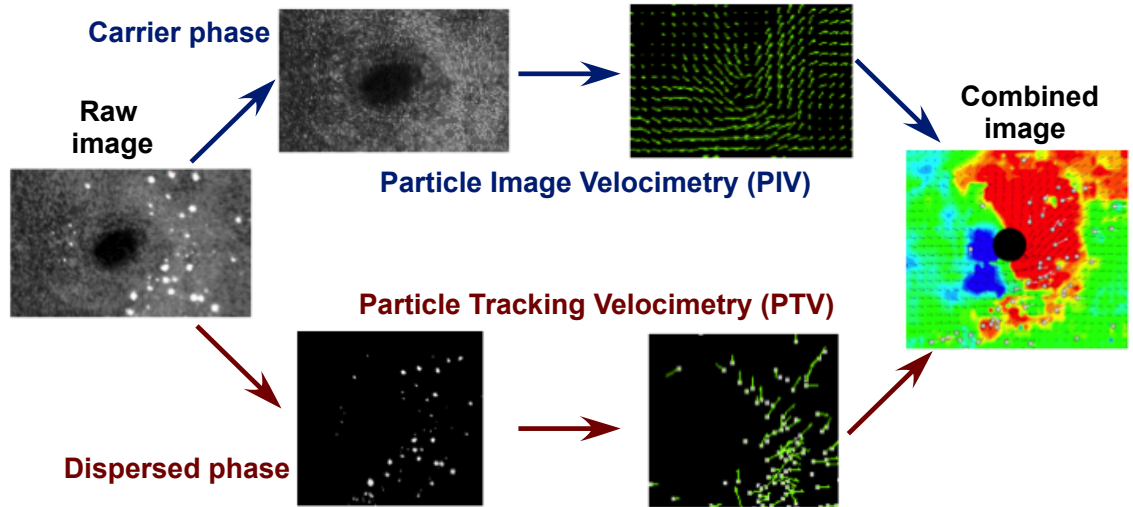 Carrier phase
Raw
image
Particle Image Velocimetry (PIV)
Combined
image
Particle Tracking Velocimetry (PTV)
Dispersed phase